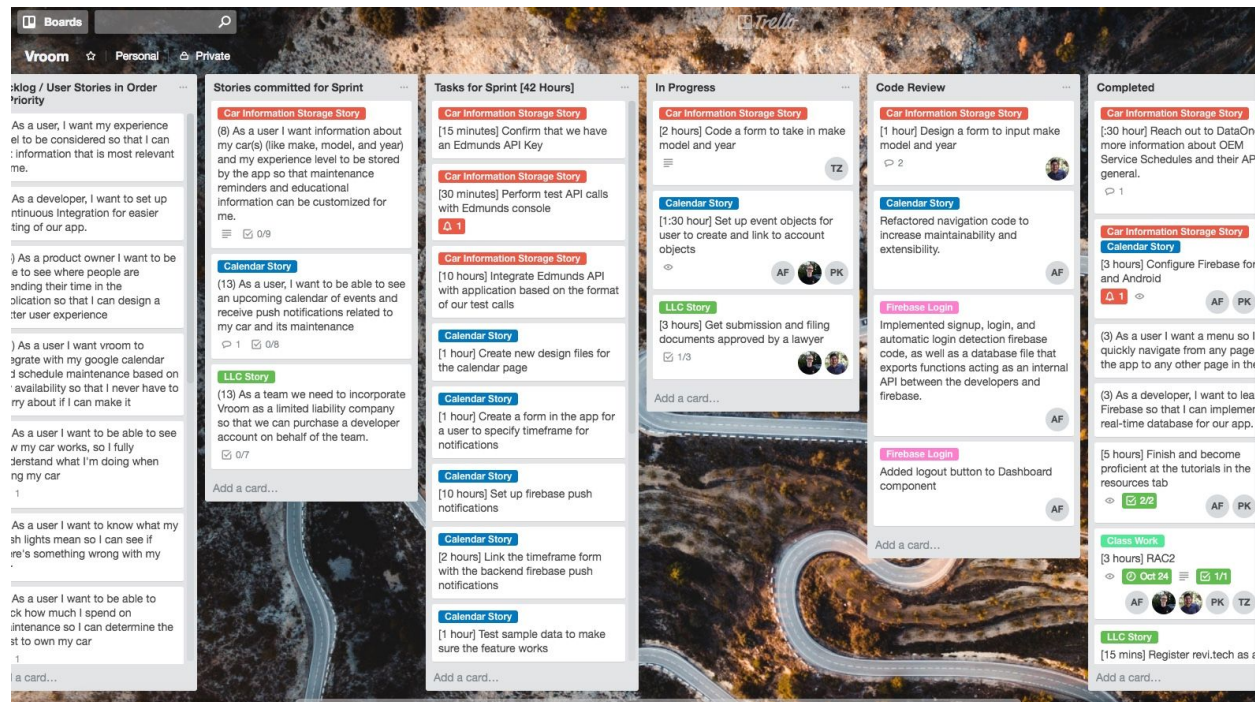 Boards
Trello
Vroom
Personal
Private
klog / User Stories in Order
Priority
As a user, I want my experience
el to be considered so that I can
information that is most relevant
me.
As a developer, I want to set up
ntinuous Integration for easier
ting of our app.
) As a product owner I want to be
e to see where people are
ending their time in the
plication so that I can design a
tter user experience
) As a user I want vroom to
egrate with my google calendar
d schedule maintenance based on
availability so that I never have to
rry about if I can make it
As a user I want to be able to see
w my car works, so I fully
derstand what I'm doing when
ng my car
1
As a user I want to know what my
sh lights mean so I can see if
re's something wrong with my
As a user I want to be able to
ck how much I spend on
aintenance so I can determine the
st to own my car
1
a card...
Stories committed for Sprint
Car Information Storage Story
(8) As a user I want information about
my car(s) (like make, model, and year)
and my experience level to be stored
by the app so that maintenance
reminders and educational
information can be customized for
me.
0/9
Calendar Story
(13) As a user, I want to be able to see
an upcoming calendar of events and
receive push notifications related to
my car and its maintenance
1 0/8
LLC Story
(13) As a team we need to incorporate
Vroom as a limited liability company
so that we can purchase a developer
account on behalf of the team.
0/7
Add a card...
Tasks for Sprint [42 Hours]
Car Information Storage Story
[15 minutes] Confirm that we have
an Edmunds API Key
Car Information Storage Story
[30 minutes] Perform test API calls
with Edmunds console
1
Car Information Storage Story
[10 hours] Integrate Edmunds API
with application based on the format
of our test calls
Calendar Story
[1 hour] Create new design files for
the calendar page
Calendar Story
[1 hour] Create a form in the app for
a user to specify timeframe for
notifications
Calendar Story
[10 hours] Set up firebase push
notifications
Calendar Story
[2 hours] Link the timeframe form
with the backend firebase push
notifications
Calendar Story
[1 hour] Test sample data to make
sure the feature works
Add a card...
In Progress
Car Information Storage Story
[2 hours] Code a form to take in make
model and year
TZ
Calendar Story
[1:30 hour] Set up event objects for
user to create and link to account
objects
AF PK
LLC Story
[3 hours] Get submission and filing
documents approved by a lawyer
1/3
Add a card...
Code Review
Car Information Storage Story
[1 hour] Design a form to input make
model and year
2
Calendar Story
Refactored navigation code to
increase maintainability and
extensibility.
AF
Firebase Login
Implemented signup, login, and
automatic login detection firebase
code, as well as a database file that
exports functions acting as an internal
API between the developers and
firebase.
AF
Firebase Login
Added logout button to Dashboard
component
AF
Add a card...
Completed
Car Information Storage Story
[:30 hour] Reach out to DataOn
more information about OEM
Service Schedules and their AP
general.
1
Car Information Storage Story
Calendar Story
[3 hours] Configure Firebase for
and Android
1
AF PK
(3) As a user I want a menu so I
quickly navigate from any page
the app to any other page in the
(3) As a developer, I want to lea
Firebase so that I can implemen
real-time database for our app.
[5 hours] Finish and become
proficient at the tutorials in the
resources tab
2/2
AF PK
Class Work
[3 hours] RAC2
Oct 24 1/1
AF PK TZ
LLC Story
[15 mins] Register revi.tech as a
Add a card...